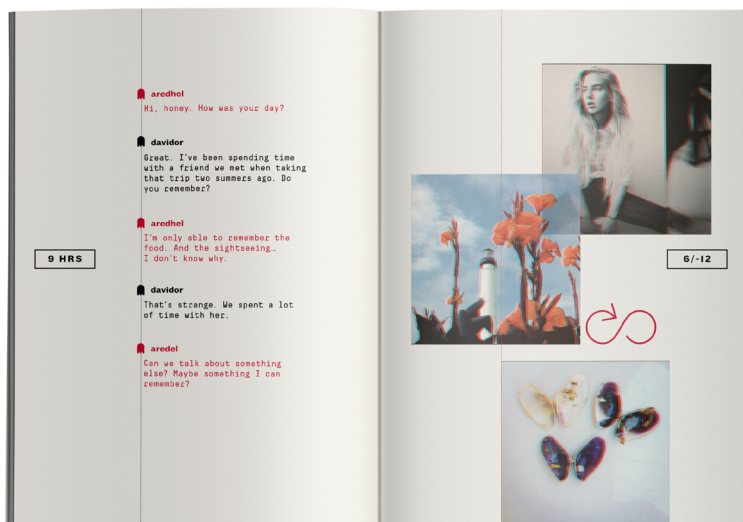 aredhel
Hi, honey. How was your day?
davidor
Great. I've been spending time
with a friend we met when taking
that trip two summers ago. Do
you remember?
aredhel
I'm only able to remember the
food. And the sightseeing…
I don't know why.
9 HRS
davidor
That's strange. We spent a lot
of time with her.
aredel
Can we talk about something
else? Maybe something I can
remember?
6/-12